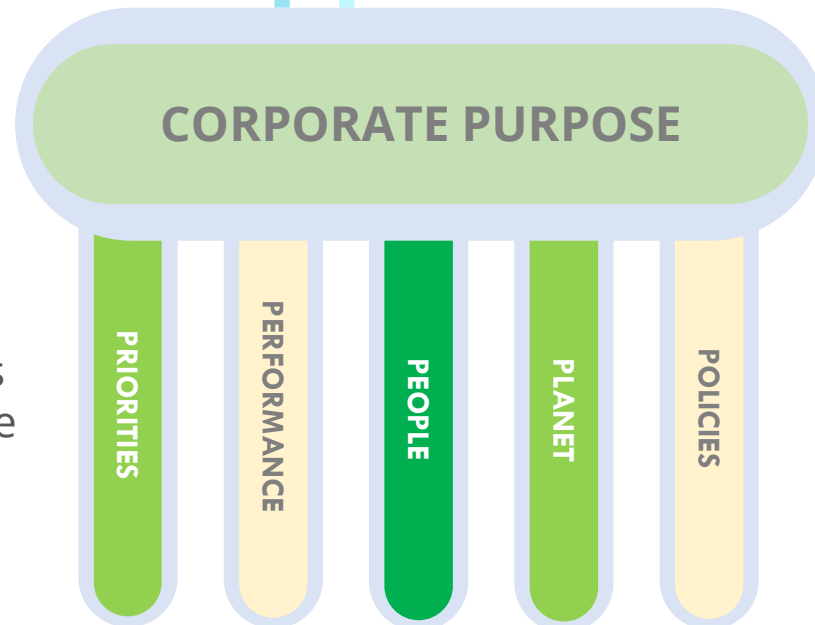 CORPORATE PURPOSE
PRIORITIES
PERFORMANCE
PEOPLE
PLANET
POLICIES
s
e